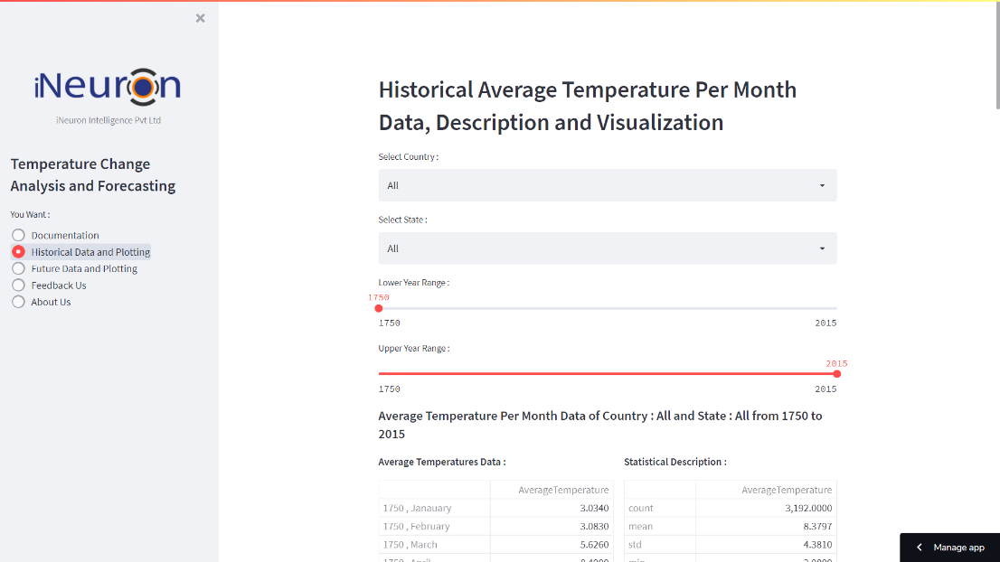 ×
iNeuron
iNeuron Intelligence Pvt Ltd
Temperature Change
Analysis and Forecasting
You Want :
Documentation
Historical Data and Plotting
Future Data and Plotting
Feedback Us
About Us
Historical Average Temperature Per Month
Data, Description and Visualization
Select Country :
All
Select State :
All
Lower Year Range :
1750
1750 2015
Upper Year Range :
2015
1750 2015
Average Temperature Per Month Data of Country : All and State : All from 1750 to
2015
Average Temperatures Data : Statistical Description :
AverageTemperature AverageTemperature
1750 , Janauary 3.0340 count 3,192.0000
1750 , February 3.0830 mean 8.3797
1750 , March 5.6260 std 4.3810
Manage app